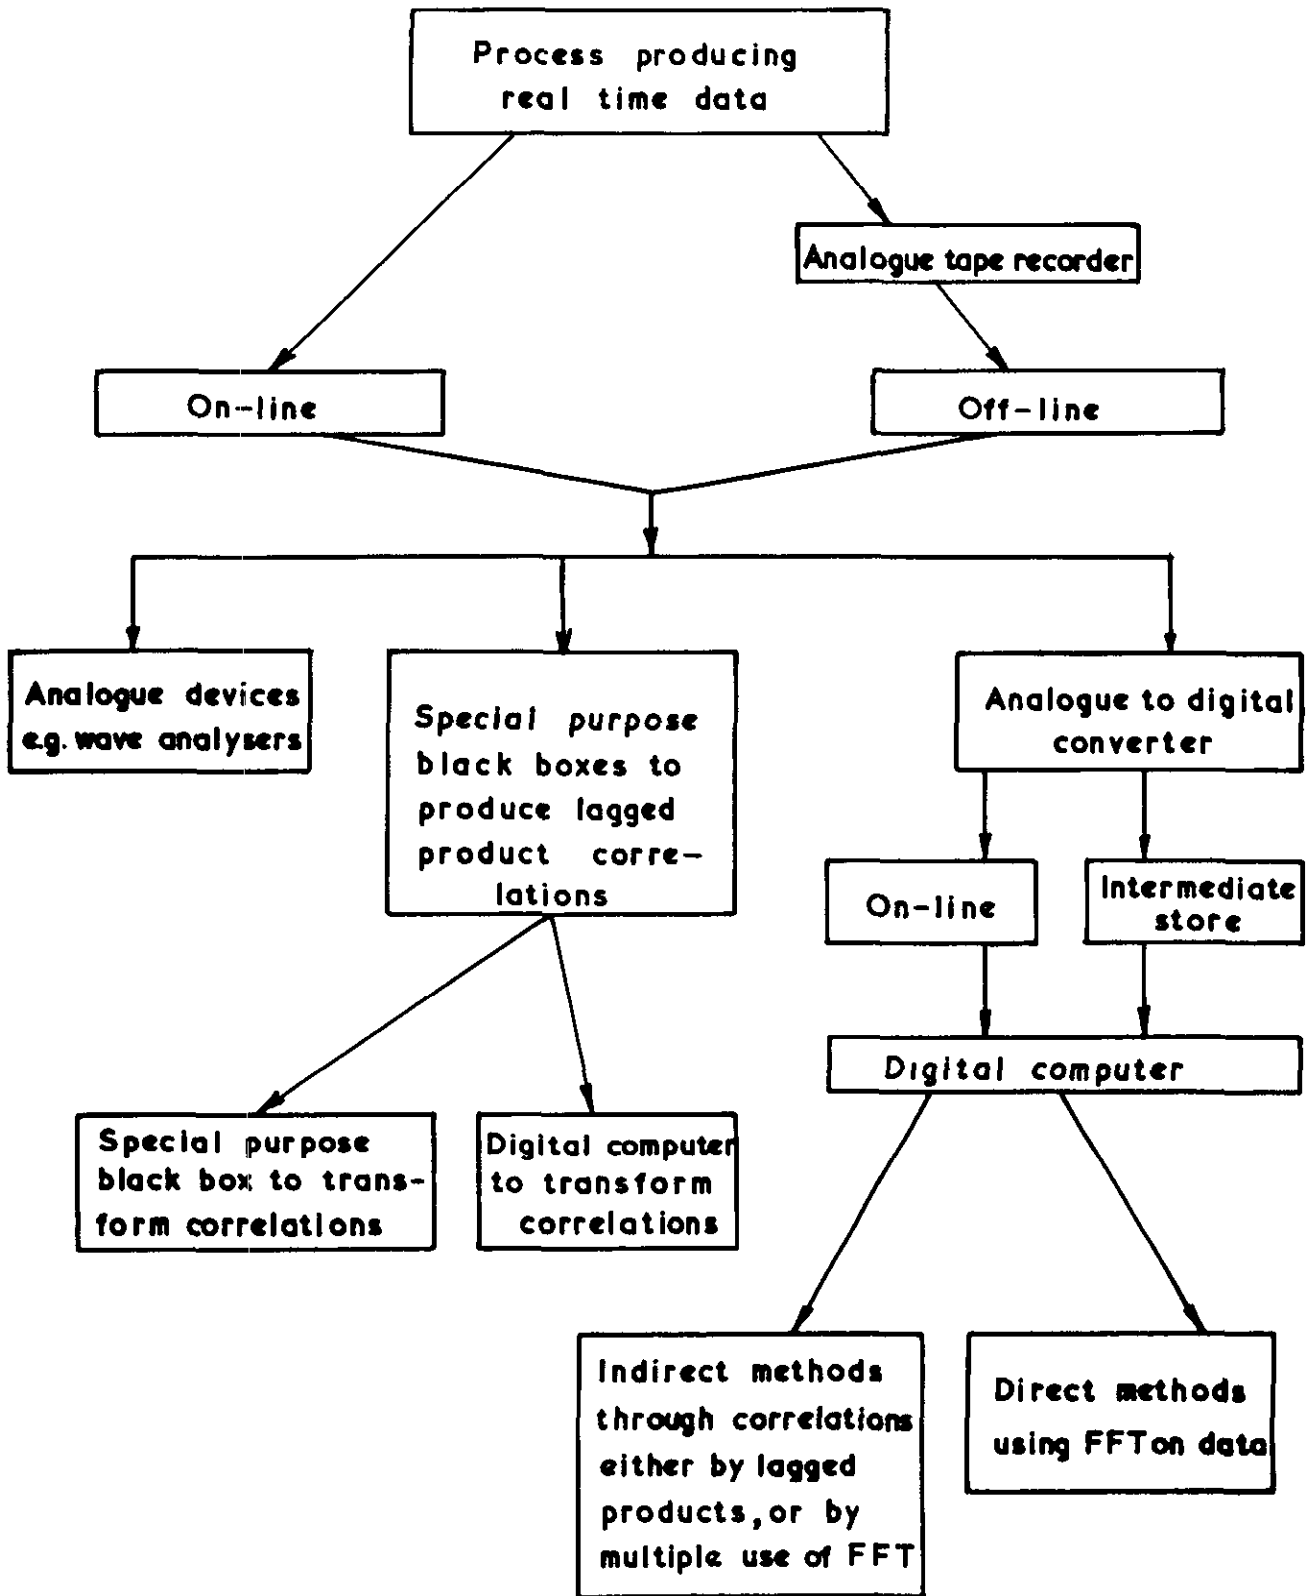 Process producing
real time data
Analogue tape recorder
On-line
Off-line
Analogue devices
e.g. wave analysers
Special purpose
black boxes to
produce lagged
product corre-
lations
Analogue to digital
converter
On-line
Intermediate
store
Digital computer
Special purpose
black box to trans-
form correlations
Digital computer
to transform
correlations
Indirect methods
through correlations
either by lagged
products, or by
multiple use of FFT
Direct methods
using FFT on data